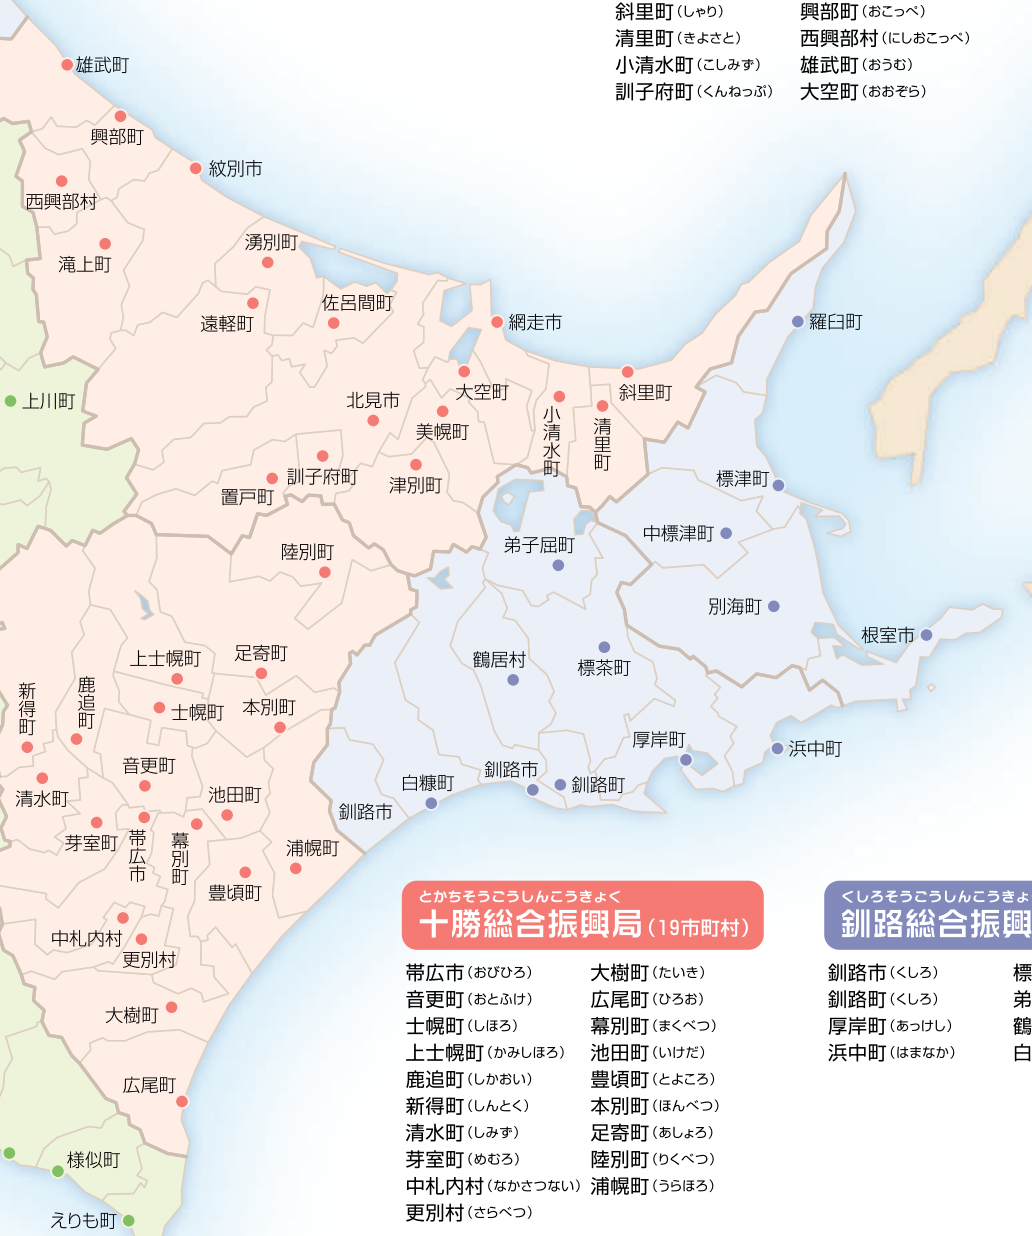 斜里町（しゃり）
清里町（きよさと）
小清水町（こしみず）
訓子府町（くんねっぷ）
興部町（おこっぺ）
西興部村（にしおこっぺ）
雄武町（おうむ）
大空町（おおぞら）
雄武町
興部町
紋別市
西興部村
滝上町
湧別町
遠軽町
佐呂間町
網走市
羅臼町
上川町
北見市
大空町
美幌町
斜里町
小清水町
清里町
訓子府町
置戸町
津別町
標津町
中標津町
弟子屈町
陸別町
別海町
根室市
上士幌町
足寄町
鶴居村
標茶町
新得町
鹿追町
士幌町
本別町
厚岸町
浜中町
音更町
釧路市
白糠町
釧路町
清水町
池田町
釧路市
芽室町
帯広市
幕別町
浦幌町
豊頃町
中札内村
更別村
大樹町
広尾町
様似町
えりも町
とかちそうごうしんこうきょく
十勝総合振興局（19市町村）
帯広市（おびひろ）
音更町（おとふけ）
士幌町（しほろ）
上士幌町（かみしほろ）
鹿追町（しかおい）
新得町（しんとく）
清水町（しみず）
芽室町（めむろ）
中札内村（なかさつない）
更別村（さらべつ）
大樹町（たいき）
広尾町（ひろお）
幕別町（まくべつ）
池田町（いけだ）
豊頃町（とよころ）
本別町（ほんべつ）
足寄町（あしょろ）
陸別町（りくべつ）
浦幌町（うらほろ）
くしろそうごうしんこうきょ
釧路総合振興
釧路市（くしろ）
釧路町（くしろ）
厚岸町（あっけし）
浜中町（はまなか）
標
弟
鶴
白